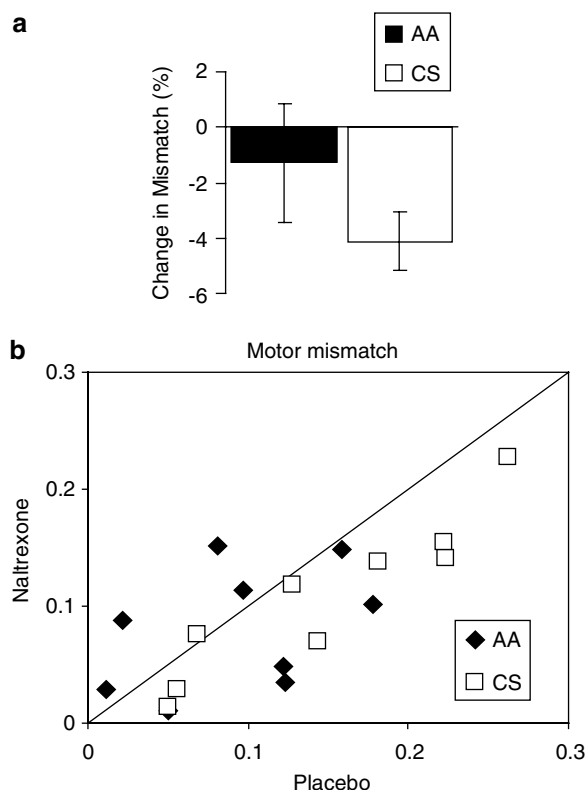 a
AA
CS
Change in Mismatch (%)
2
0
-2
-4
-6
b
Motor mismatch
0.3
0.2
0.1
0
Naltrexone
AA
CS
0
0.1
0.2
0.3
Placebo